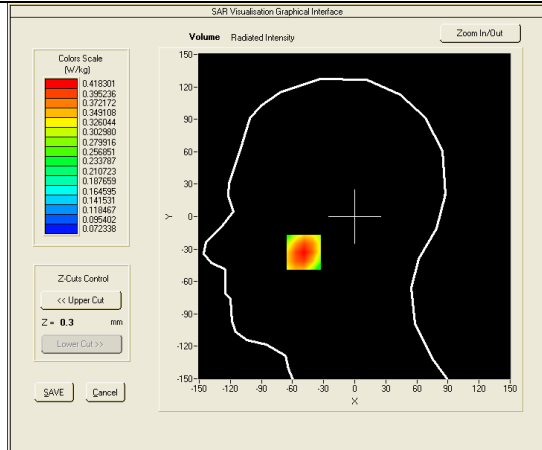 SAR Visualisation Graphical Interface
Volume Radiated Intensity
Zoom In/Out
Colors Scale
(W/kg)
0.418301
0.395236
0.372172
0.349108
0.326044
0.302980
0.279916
0.256851
0.233787
0.210723
0.187659
0.164595
0.141531
0.118467
0.095402
0.072338
Z-Cuts Control
<< Upper Cut
Z = 0.3 mm
Lower Cut >>
SAVE Cancel
150-
120-
90-
60-
30-
Y 0-
-30-
-60-
-90-
-120-
-150-
-150 -120 -90 -60 -30 0 30 60 90 120 150
X